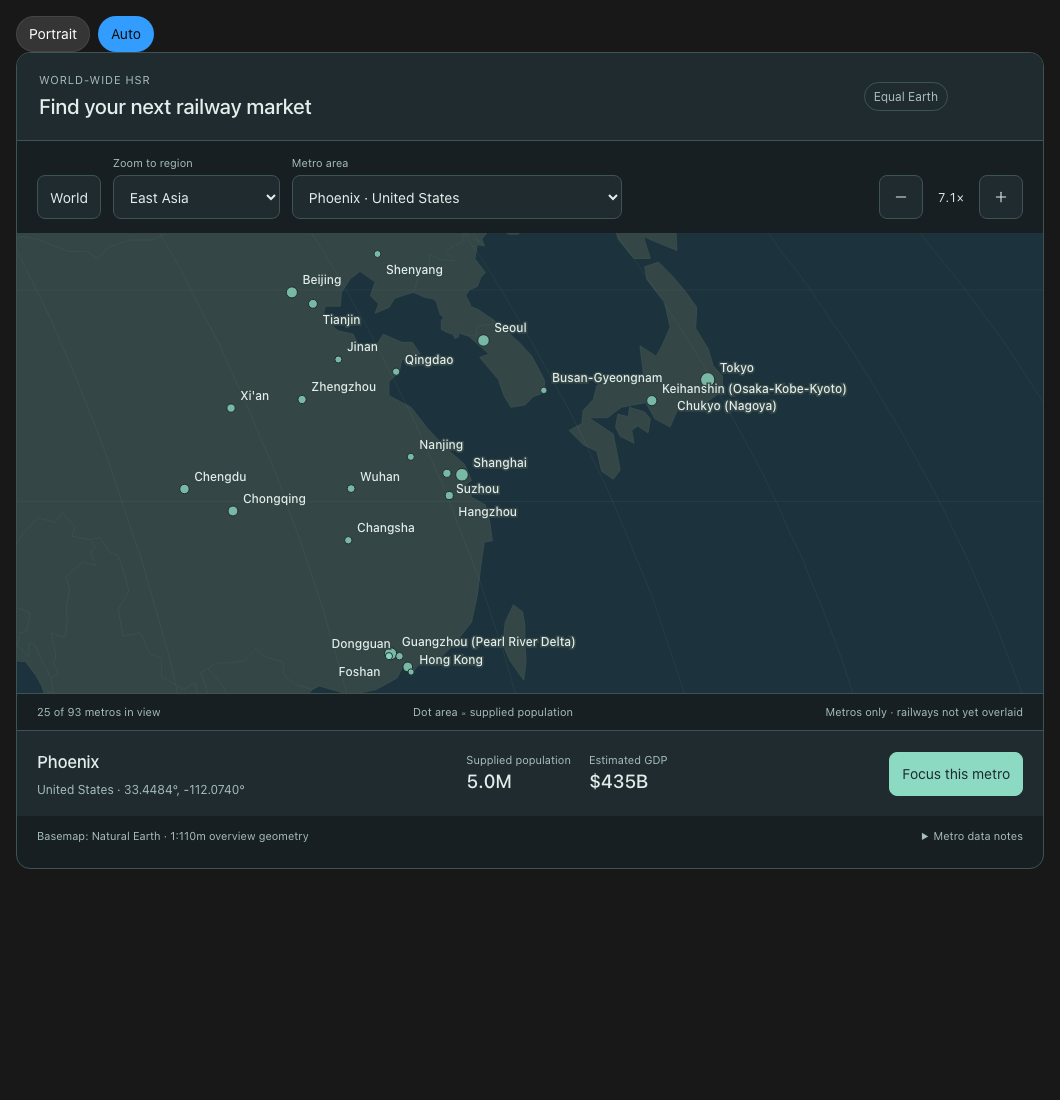 Portrait
Auto
WORLD-WIDE HSR
Find your next railway market
Equal Earth
Zoom to region
Metro area
World
East Asia
Phoenix · United States
−
7.1×
+
Shenyang
Beijing
Tianjin
Seoul
Jinan
Qingdao
Tokyo
Busan-Gyeongnam
Zhengzhou
Keihanshin (Osaka-Kobe-Kyoto)
Xi'an
Chukyo (Nagoya)
Nanjing
Shanghai
Chengdu
Wuhan
Suzhou
Chongqing
Hangzhou
Changsha
Dongguan
Guangzhou (Pearl River Delta)
Hong Kong
Foshan
25 of 93 metros in view
Dot area ∝ supplied population
Metros only · railways not yet overlaid
Phoenix
United States · 33.4484°, -112.0740°
Supplied population
5.0M
Estimated GDP
$435B
Focus this metro
Basemap: Natural Earth · 1:110m overview geometry
▶ Metro data notes